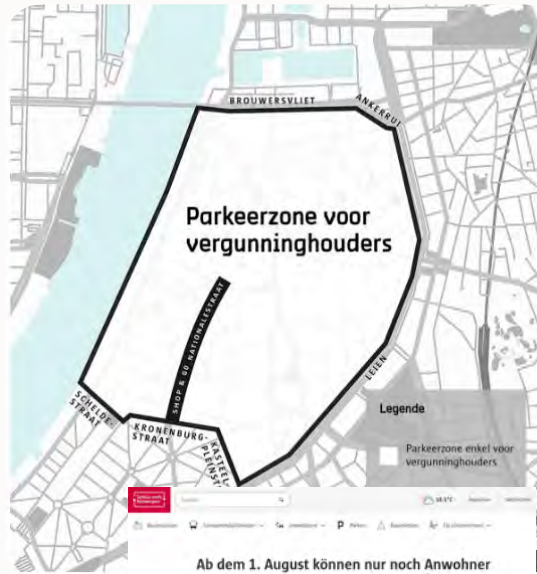 BROUWERSVLIET
ANKERRUI
Parkeerzone voor
vergunninghouders
SHOP & GO NATIONALESTRAAT
LEIEN
SCHELDE-
STRAAT
KRONENBURG-
STRAAT
KASTEEL-
PLEINST
Legende
Parkeerzone enkel voor
vergunninghouders
P Parken
Ab dem 1. August können nur noch Anwohner